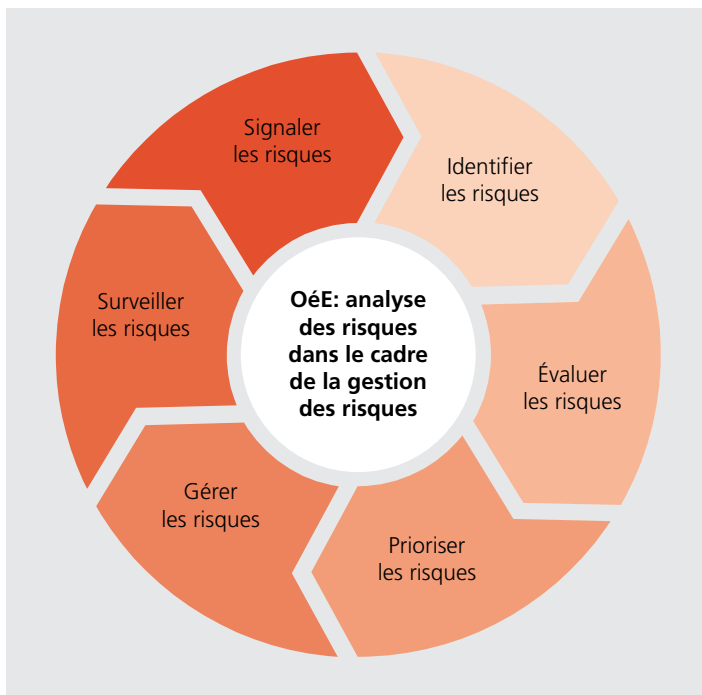 Signaler
les risques
Identifier
les risques
Surveiller
les risques
OéE: analyse
des risques
dans le cadre
de la gestion
des risques
Évaluer
les risques
Gérer
les risques
Prioriser
les risques